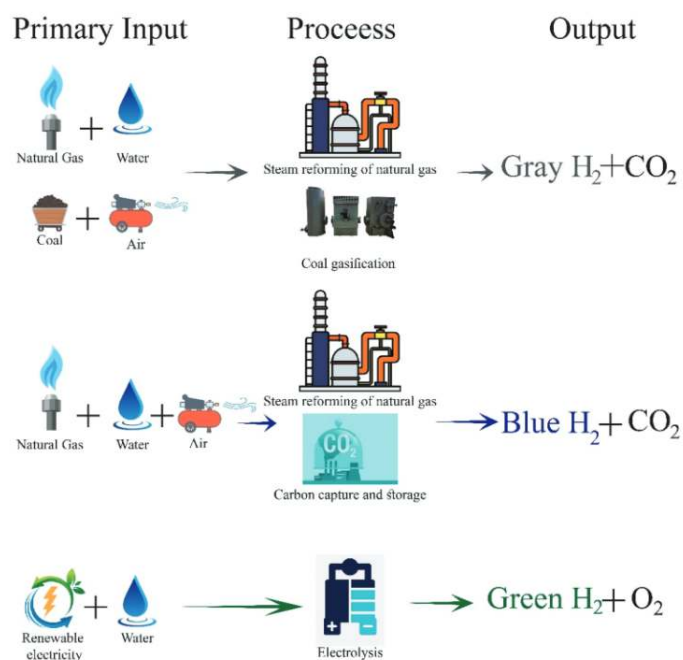 Primary Input Proceess Output
+
Natural Gas Water
Steam reforming of natural gas
Gray H₂+CO₂
+
Coal Air
Coal gasification
+ +
Natural Gas Water Air
Steam reforming of natural gas
CO₂
Carbon capture and storage
Blue H₂+CO₂
+
Renewable
electricity
Water
+ −
Electrolysis
Green H₂+O₂